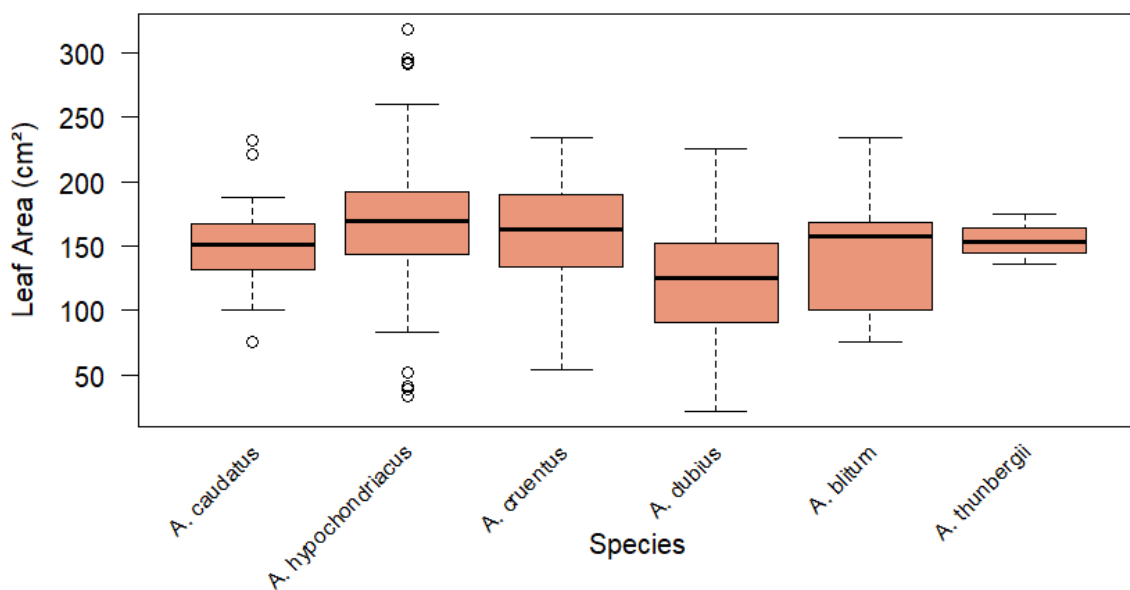 Leaf Area (cm²)
300
250
200
150
100
50
A. caudatus
A. hypochondriacus
A. cruentus
A. dubius
A. blitum
A. thunbergii
Species